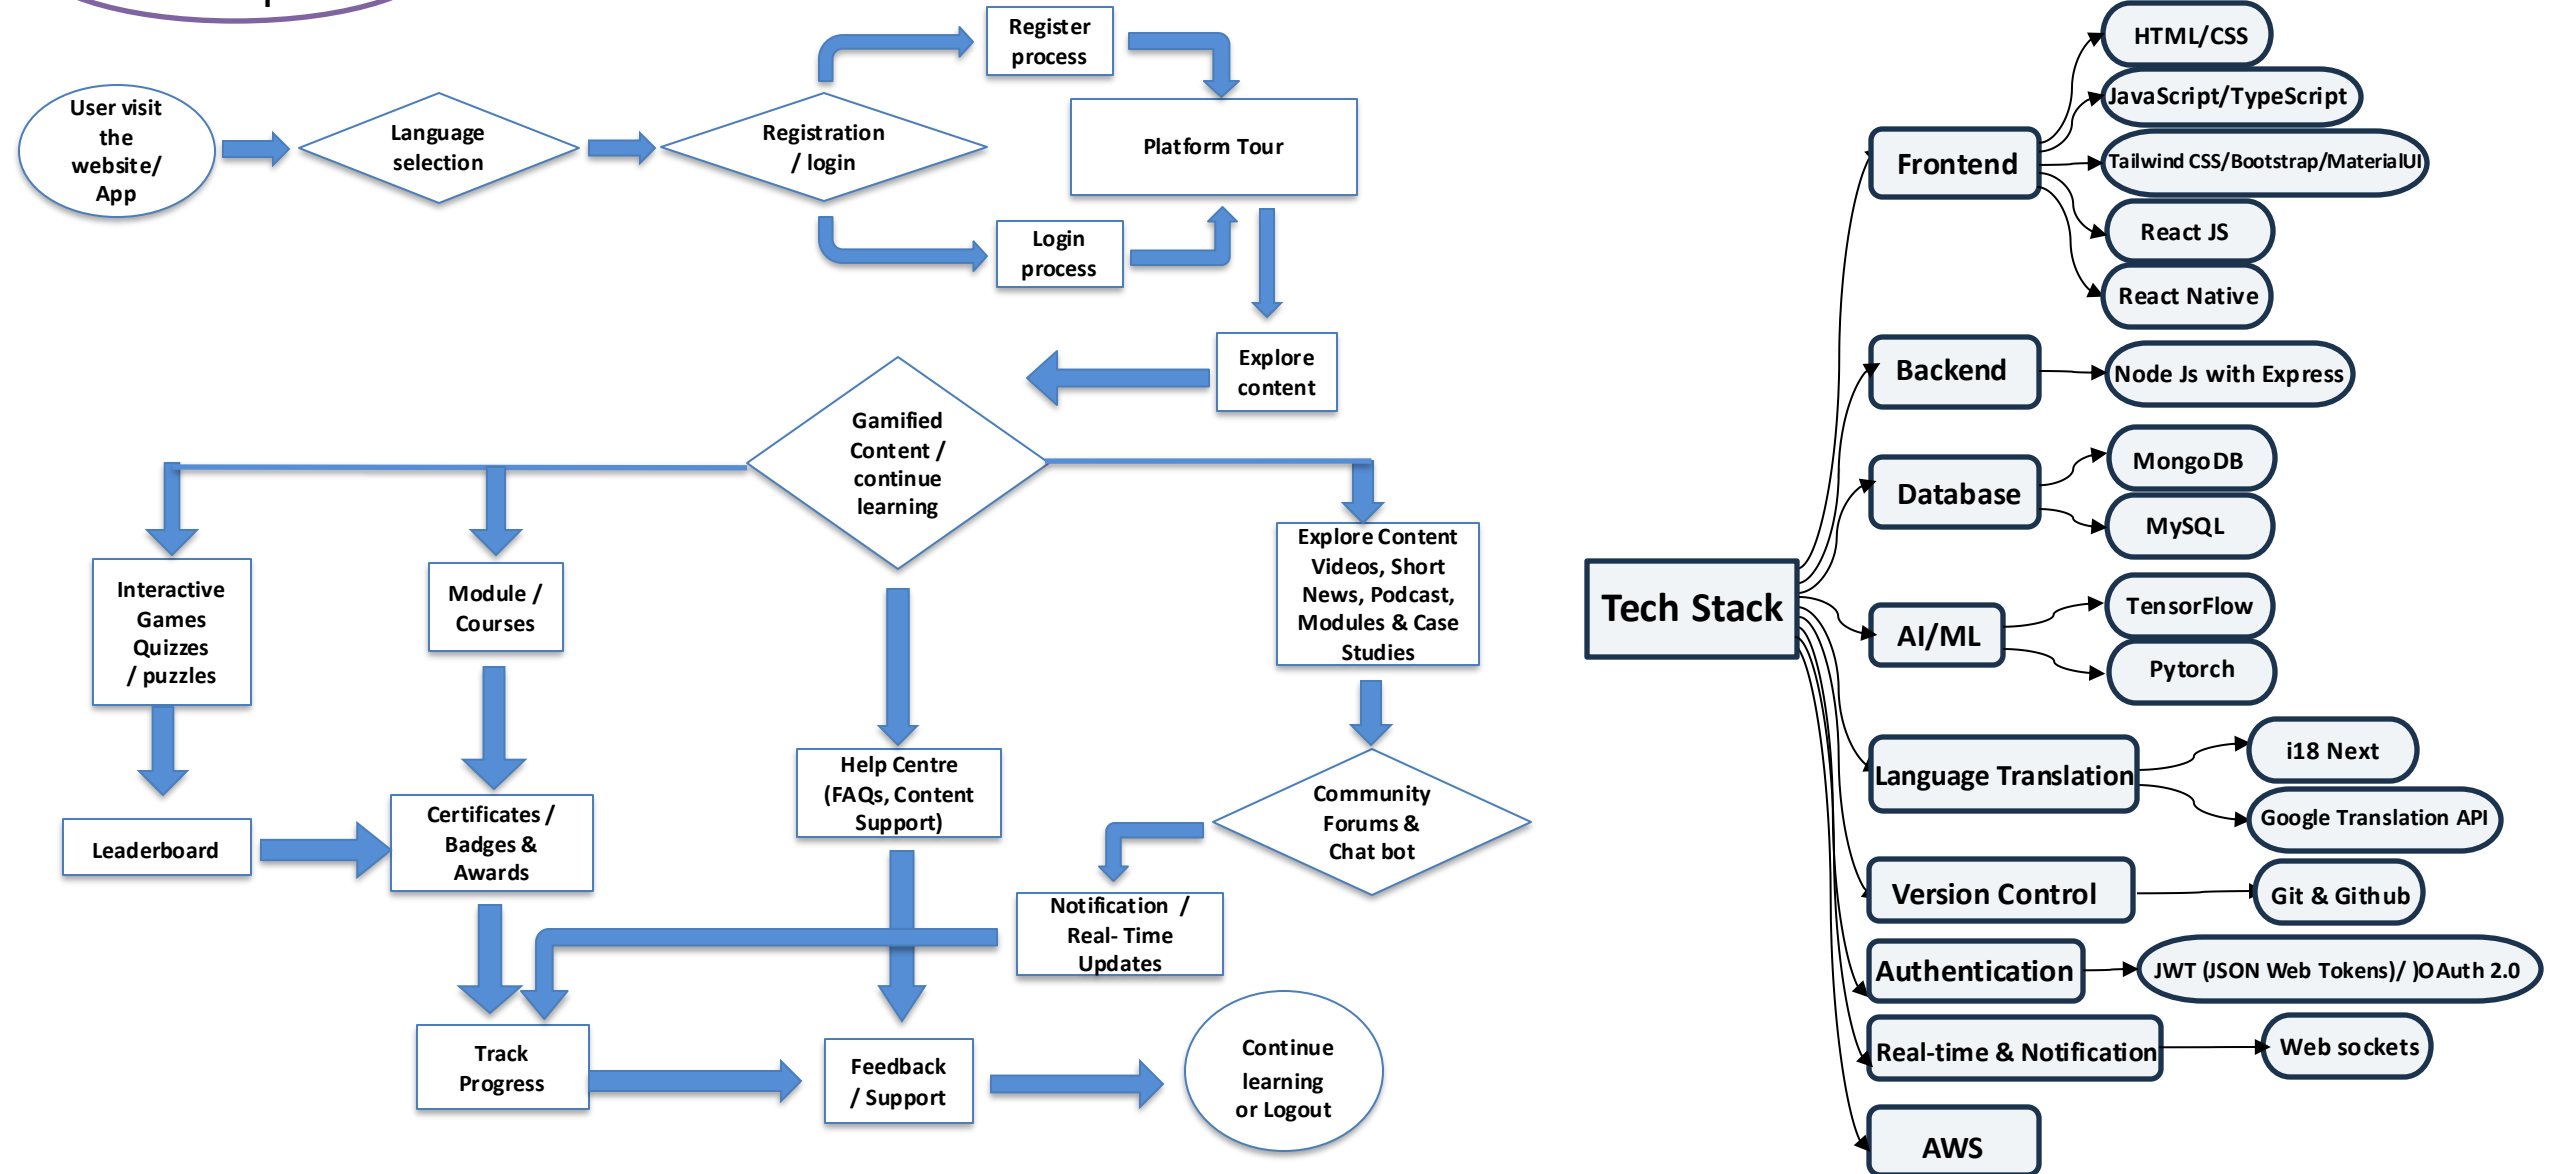 User visit
the
website/
App
Language
selection
Registration
/ login
Register
process
Login
process
Platform Tour
Explore
content
Gamified
Content /
continue
learning
Interactive
Games
Quizzes
/ puzzles
Module /
Courses
Explore Content
Videos, Short
News, Podcast,
Modules & Case
Studies
Leaderboard
Certificates /
Badges &
Awards
Help Centre
(FAQs, Content
Support)
Community
Forums &
Chat bot
Notification /
Real- Time
Updates
Track
Progress
Feedback
/ Support
Continue
learning
or Logout
Tech Stack
Frontend
HTML/CSS
JavaScript/TypeScript
Tailwind CSS/Bootstrap/MaterialUI
React JS
React Native
Backend
Node Js with Express
Database
MongoDB
MySQL
AI/ML
TensorFlow
Pytorch
Language Translation
i18 Next
Google Translation API
Version Control
Git & Github
Authentication
JWT (JSON Web Tokens)/ )OAuth 2.0
Real-time & Notification
Web sockets
AWS